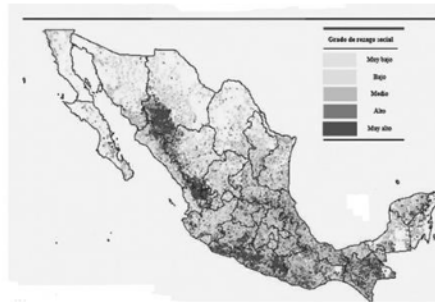 Grado de rezago social
Muy bajo
Bajo
Medio
Alto
Muy alto